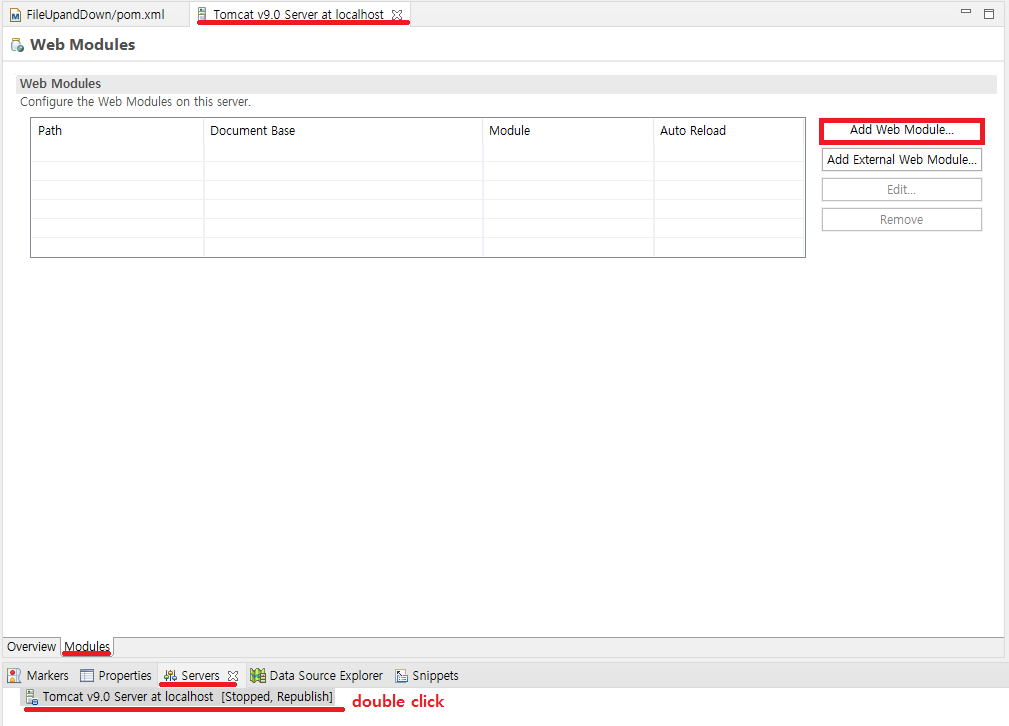 FileUpandDown/pom.xml
Tomcat v9.0 Server at localhost
Web Modules
Web Modules
Configure the Web Modules on this server.
Path Document Base Module Auto Reload
Add Web Module...
Add External Web Module...
Edit...
Remove
Overview Modules
Markers Properties Servers Data Source Explorer Snippets
Tomcat v9.0 Server at localhost [Stopped, Republish] double click